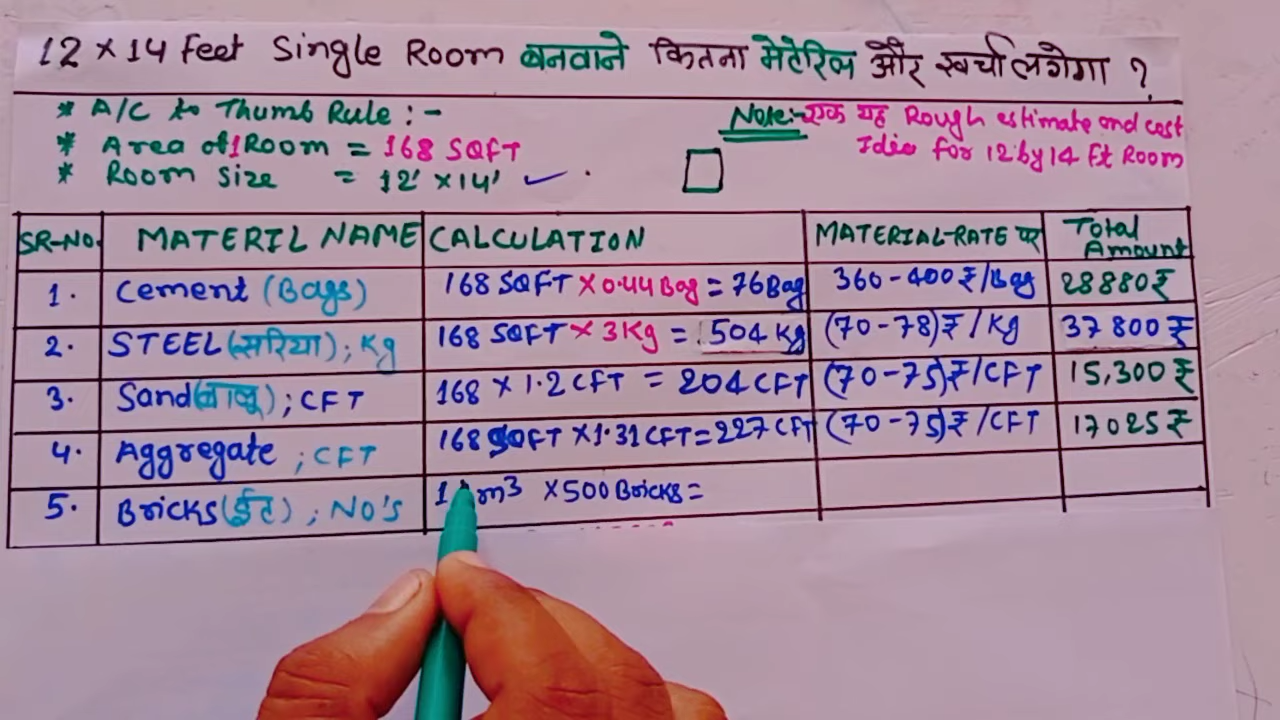 12 × 14 Feet Single Room बनवाने कितना मेटेरिल और खर्चा लगेगा ?
* A/C to Thumb Rule : -
* Area of 1 Room = 168 SQFT
* Room Size = 12' × 14'
Note:- एक यह Rough estimate and cost
Idia for 12 by 14 Ft Room
SR-NO. MATERIL NAME CALCULATION MATERIAL-RATE पर Total Amount
1. Cement (Bags) 168 SQFT × 0.44 Bag = 76 Bag 360 - 400 ₹/Bag 28880 ₹
2. STEEL (सरिया) ; Kg 168 SQFT × 3 Kg = 504 Kg (70 - 78) ₹ / Kg 37800 ₹
3. Sand (बालू) ; CFT 168 × 1.2 CFT = 204 CFT (70 - 75) ₹ / CFT 15,300 ₹
4. Aggregate ; CFT 168 SQFT × 1.31 CFT = 227 CFT (70 - 75) ₹ / CFT 17025 ₹
5. Bricks (ईट) ; NO'S m³ × 500 Bricks =